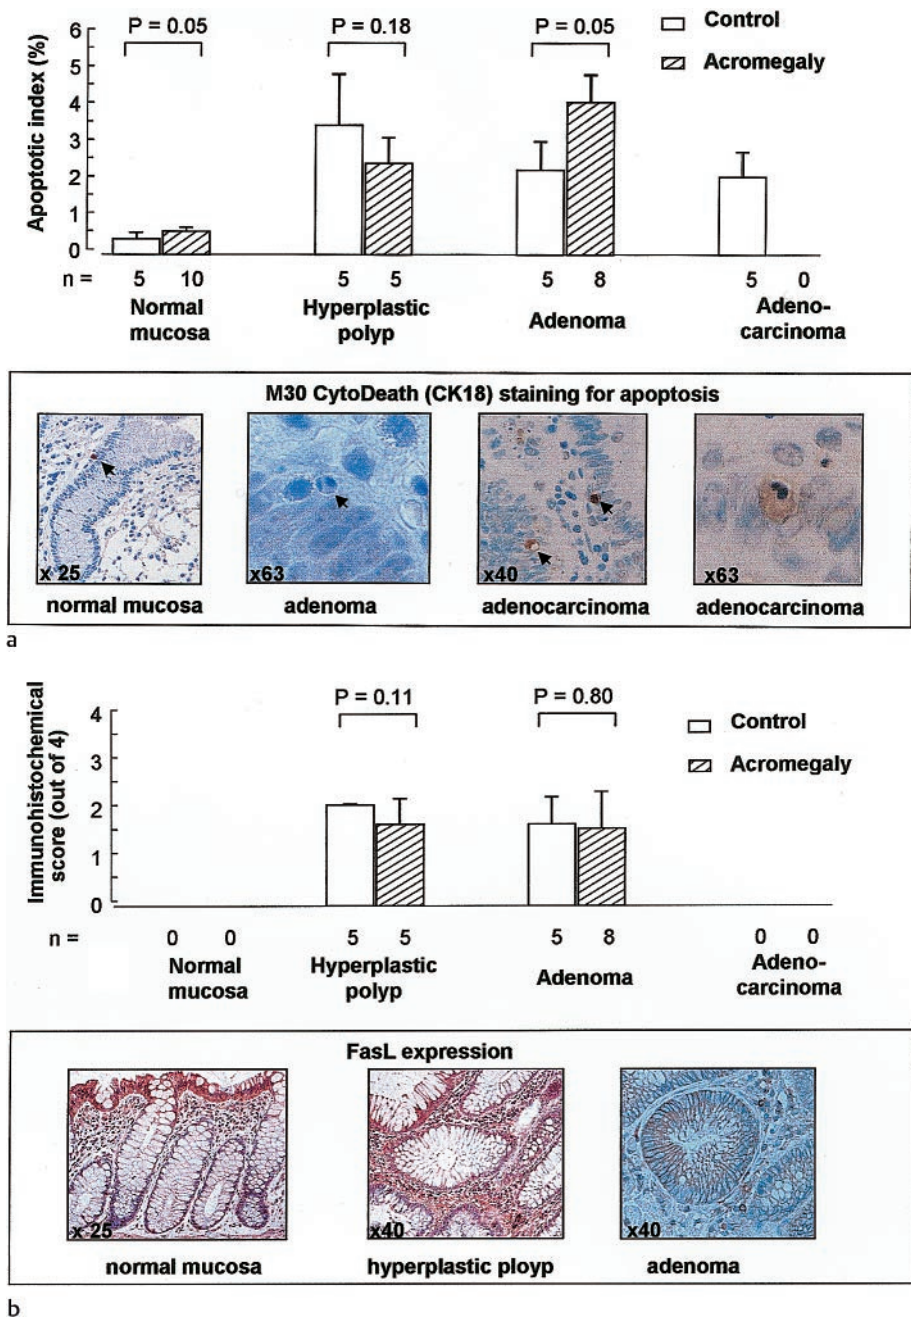 6
5
4
3
2
1
0
Apoptotic index (%)
P = 0.05
P = 0.18
P = 0.05
Control
Acromegaly
n = 5 10 5 5 5 8 5 0
Normal
mucosa
Hyperplastic
polyp
Adenoma
Adeno-
carcinoma
M30 CytoDeath (CK18) staining for apoptosis
x 25
x63
x40
x63
normal mucosa
adenoma
adenocarcinoma
adenocarcinoma
a
4
3
2
1
0
Immunohistochemical
score (out of 4)
P = 0.11
P = 0.80
Control
Acromegaly
n = 0 0 5 5 5 8 0 0
Normal
mucosa
Hyperplastic
polyp
Adenoma
Adeno-
carcinoma
FasL expression
x 25
x40
x40
normal mucosa
hyperplastic ployp
adenoma
b